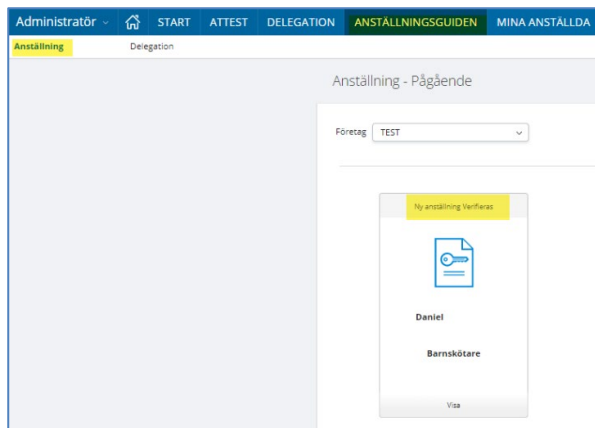 Administratör START ATTEST DELEGATION ANSTÄLLNINGSGUIDEN MINA ANSTÄLLDA
Anställning Delegation
Anställning - Pågående
Företag TEST
Ny anställning Verifieras
Daniel
Barnskötare
Visa